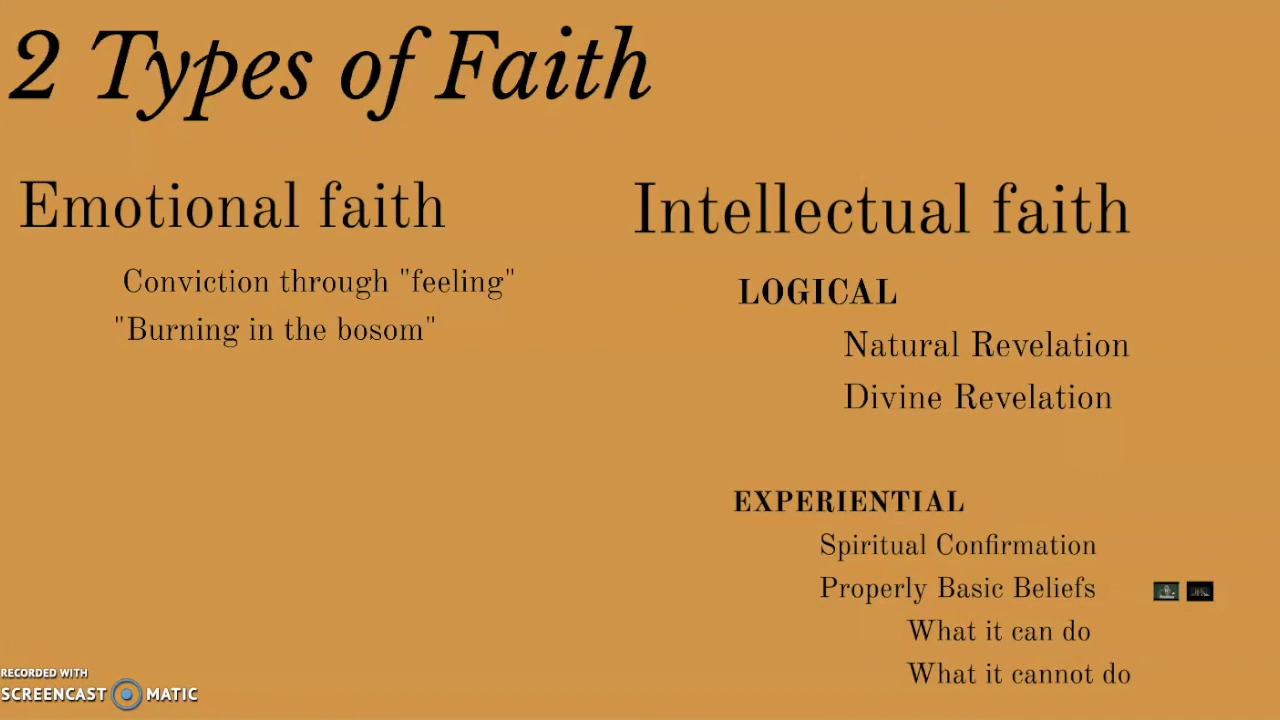 2 Types of Faith
Emotional faith
Conviction through "feeling"
"Burning in the bosom"
Intellectual faith
LOGICAL
Natural Revelation
Divine Revelation
EXPERIENTIAL
Spiritual Confirmation
Properly Basic Beliefs
What it can do
What it cannot do
RECORDED WITH
SCREENCAST MATIC